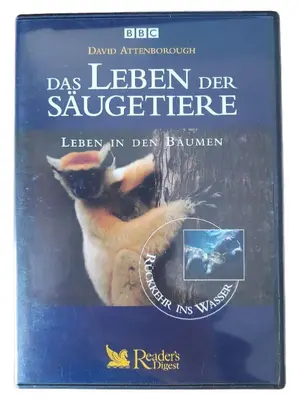 BBC
DAVID ATTENBOROUGH
DAS LEBEN DER
SÄUGETIERE
LEBEN IN DEN BÄUMEN
RÜCKKEHR INS WASSER
Reader's
Digest